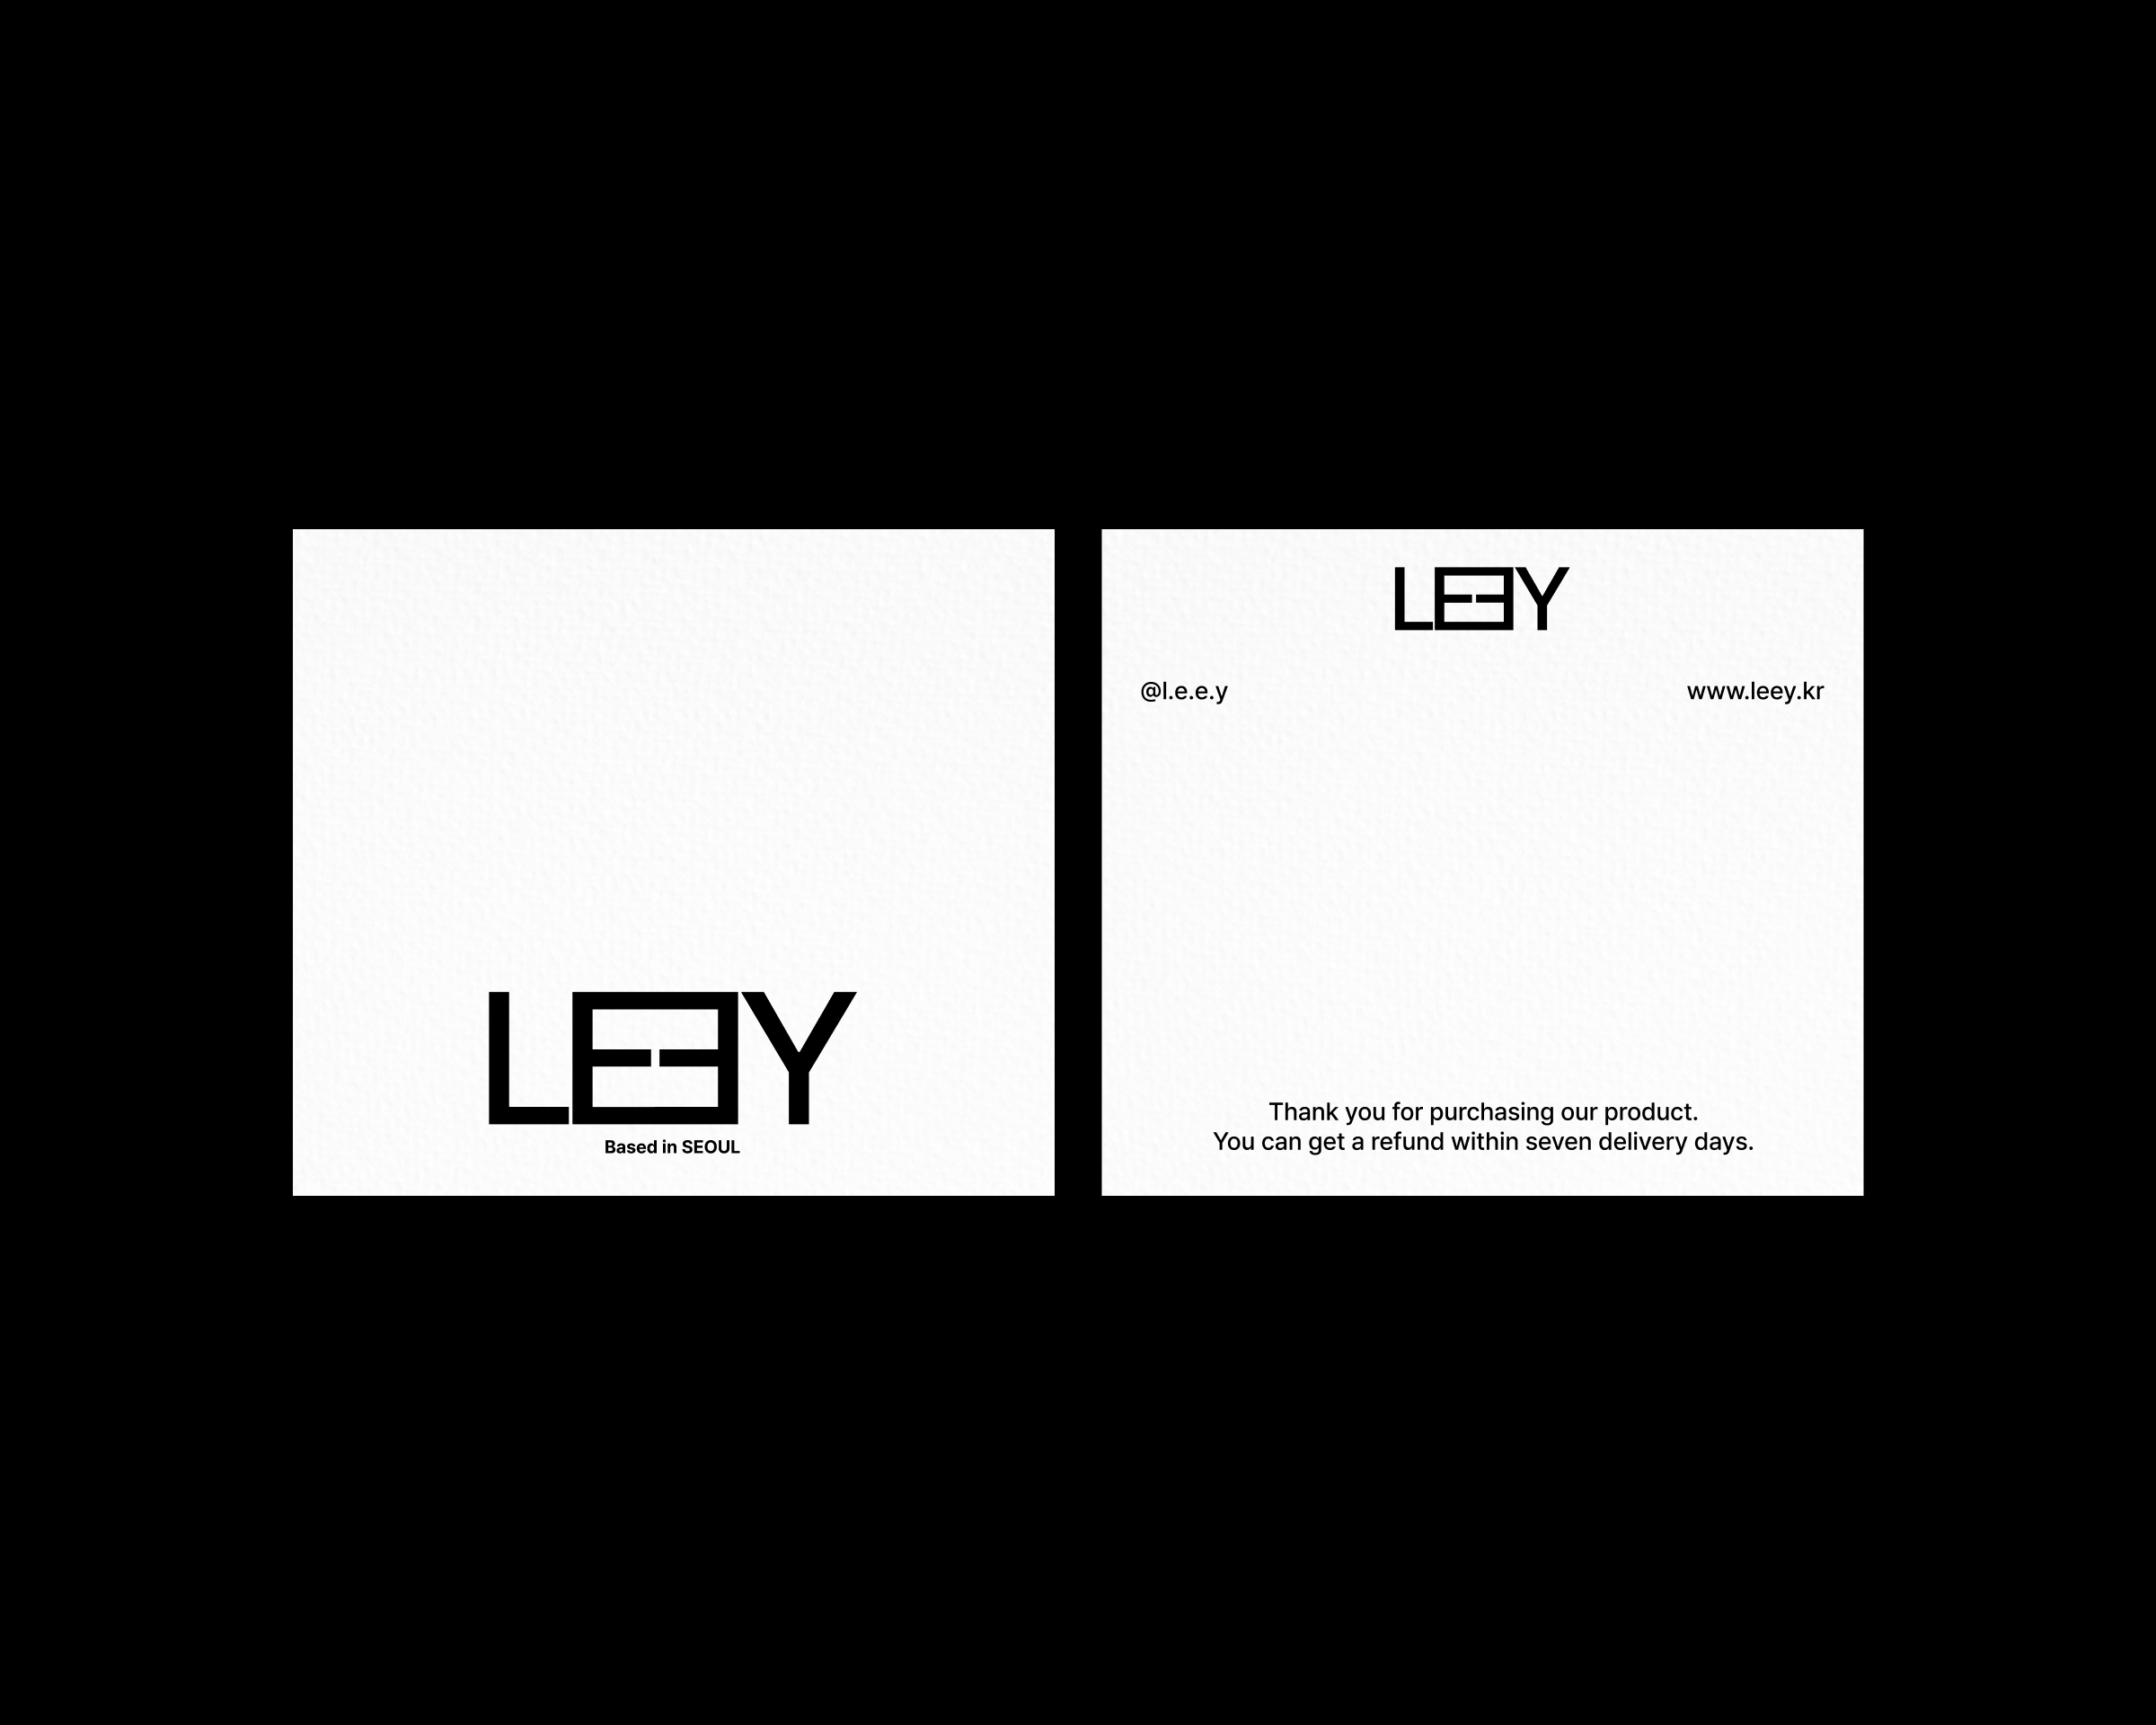 LEEY
Based in SEOUL
LEEY
@l.e.e.y
www.leey.kr
Thank you for purchasing our product.
You can get a refund within seven delivery days.